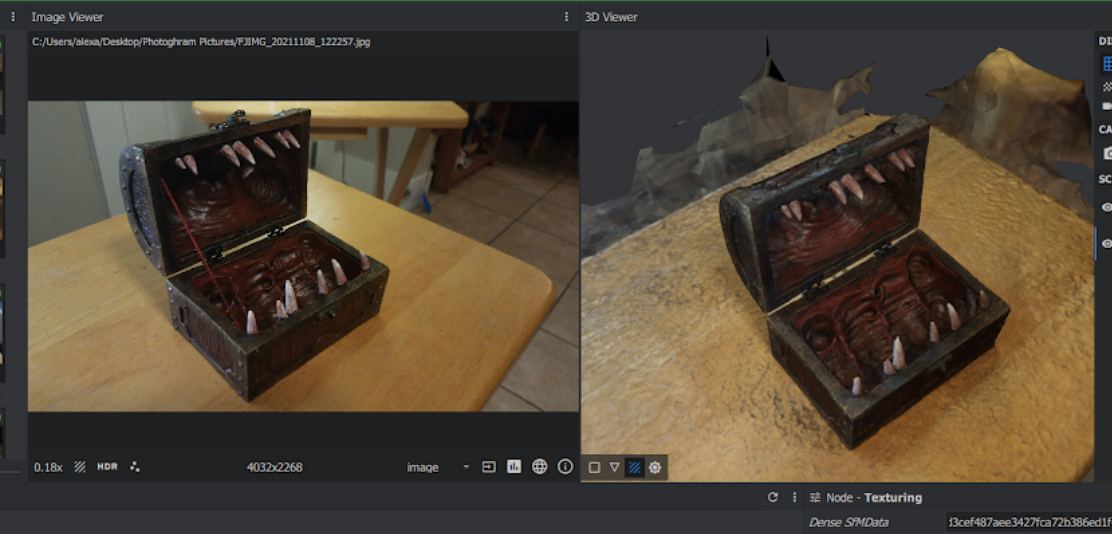 Image Viewer
3D Viewer
C:/Users/alexa/Desktop/Photoghram Pictures/FJIMG_20211108_122257.jpg
0.18x
HDR
4032x2268
image
Node - Texturing
Dense SfMData
i3cef487aee3427fca72b386ed1f
DI
CA
SC